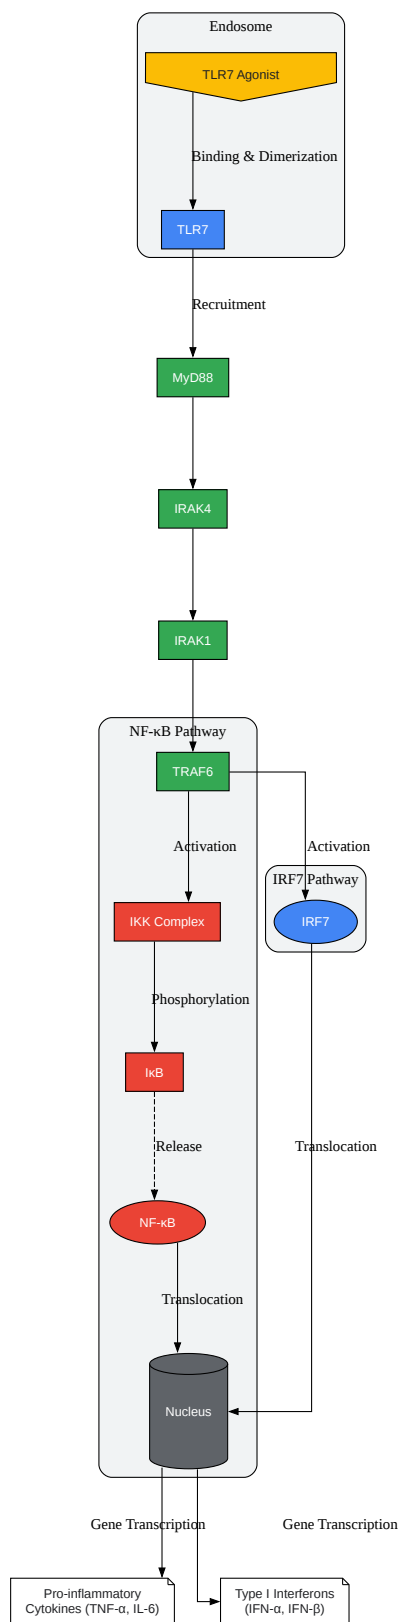 Endosome
TLR7 Agonist
Binding & Dimerization
TLR7
Recruitment
MyD88
IRAK4
IRAK1
NF-κB Pathway
TRAF6
Activation
Activation
IRF7 Pathway
IKK Complex
IRF7
Phosphorylation
IκB
Release
Translocation
NF-κB
Translocation
Nucleus
Gene Transcription
Gene Transcription
Pro-inflammatory
Cytokines (TNF-α, IL-6)
Type I Interferons
(IFN-α, IFN-β)